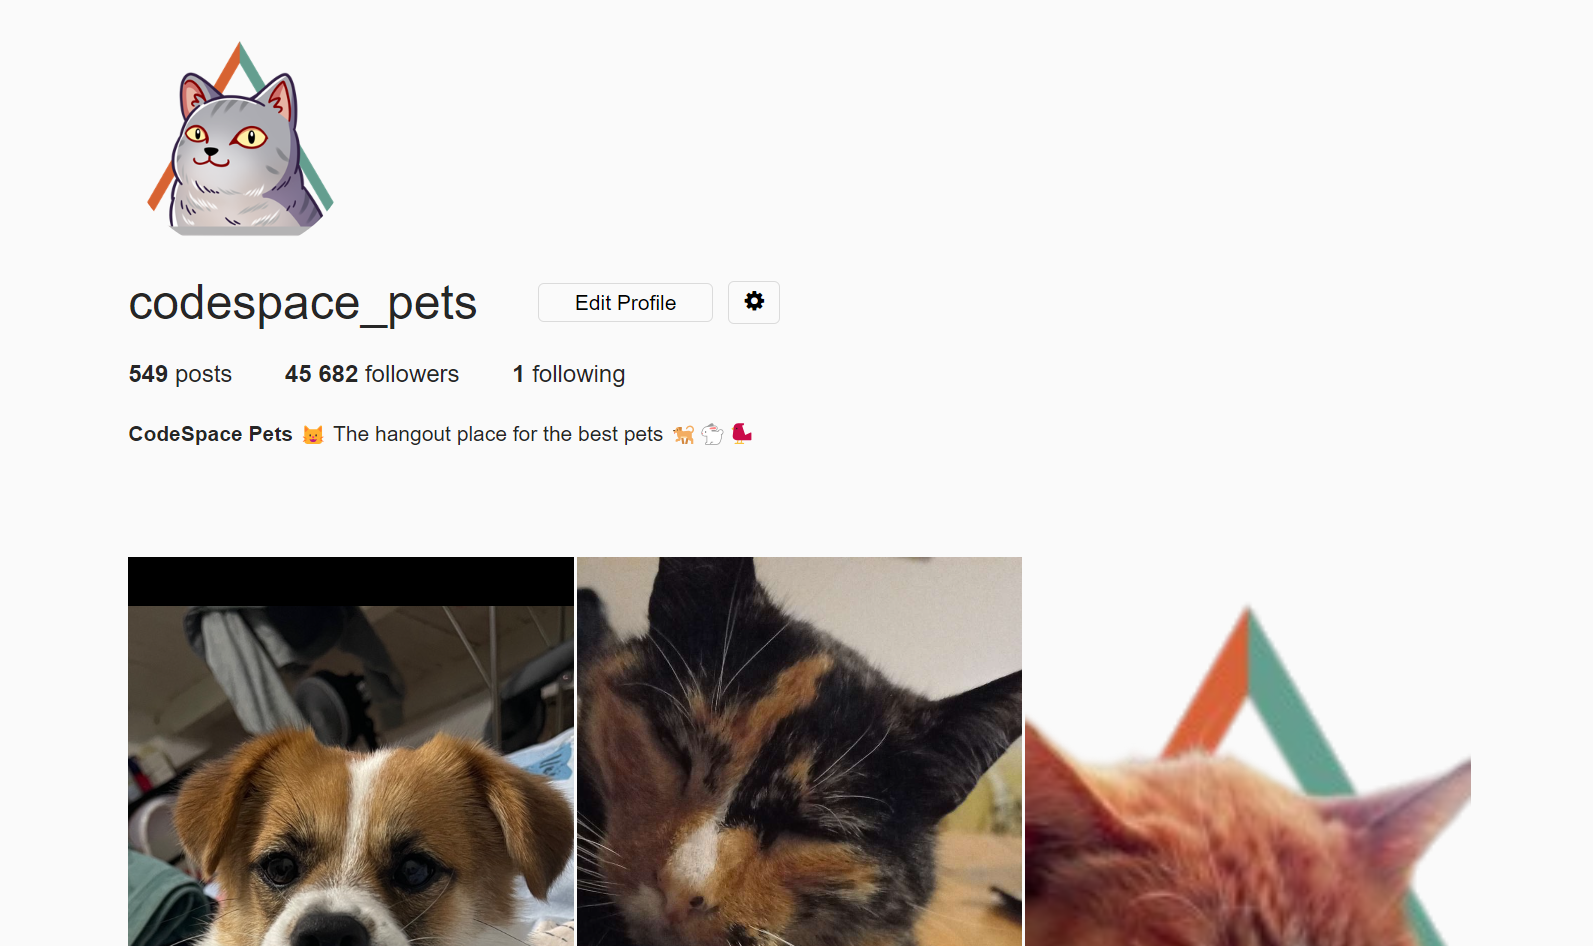 codespace_pets
Edit Profile
549 posts 45 682 followers 1 following
CodeSpace Pets 😺 The hangout place for the best pets 🐈🐇🐦